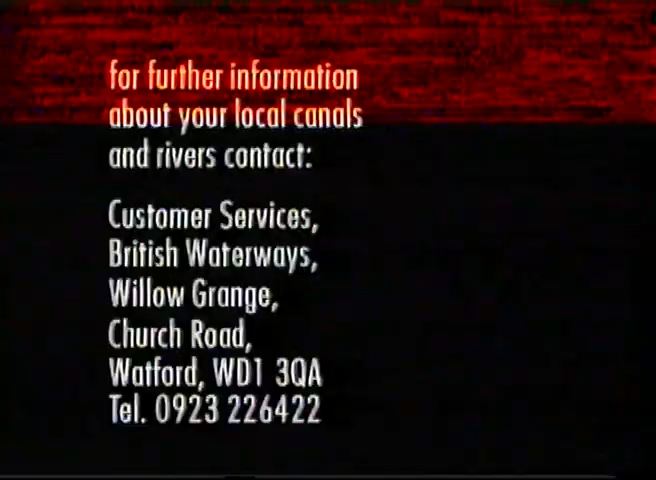 for further information
about your local canals
and rivers contact:
Customer Services,
British Waterways,
Willow Grange,
Church Road,
Watford, WD1 3QA
Tel. 0923 226422